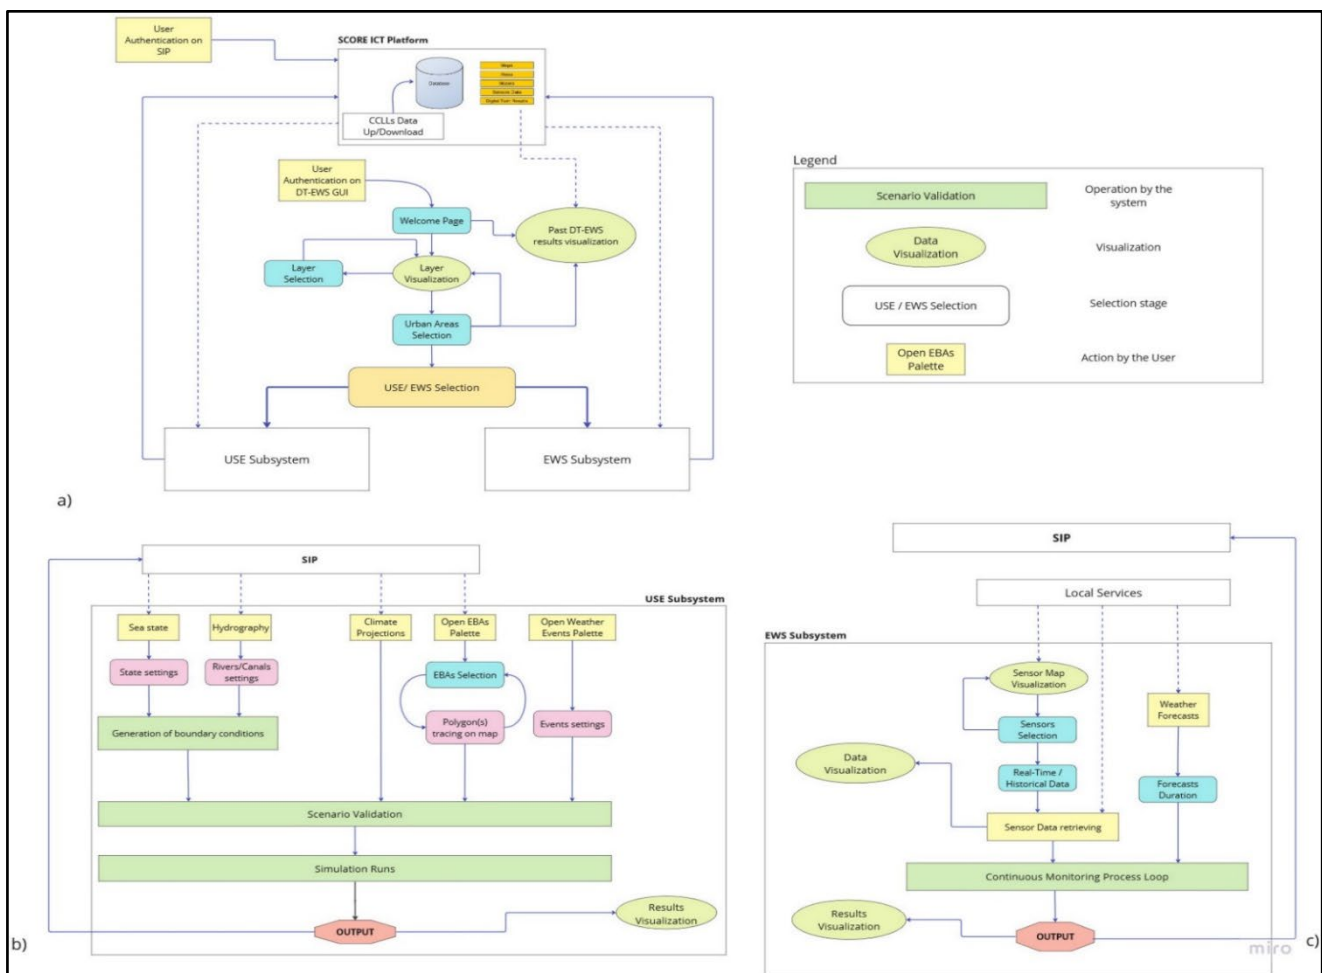 User
Authentication on
SIP
SCORE ICT Platform
Database
Maps
Video
Sensors Data
Digital Twin Results
CCLLs Data
Up/Download
User
Authentication on
DT-EWS GUI
Welcome Page
Past DT-EWS
results visualization
Layer
Selection
Layer
Visualization
Urban Areas
Selection
USE/ EWS Selection
USE Subsystem
EWS Subsystem
a)
Legend
Scenario Validation
Operation by the
system
Data
Visualization
Visualization
USE / EWS Selection
Selection stage
Open EBAs
Palette
Action by the User
SIP
USE Subsystem
Sea state
Hydrography
Climate
Projections
Open EBAs
Palette
Open Weather
Events Palette
State settings
Rivers/Canals
settings
EBAs Selection
Generation of boundary conditions
Polygon(s)
tracing on map
Events settings
Scenario Validation
Simulation Runs
OUTPUT
Results
Visualization
b)
SIP
Local Services
EWS Subsystem
Sensor Map
Visualization
Weather
Forecasts
Sensors
Selection
Data
Visualization
Real-Time /
Historical Data
Forecasts
Duration
Sensor Data retrieving
Continuous Monitoring Process Loop
Results
Visualization
OUTPUT
miro
c)